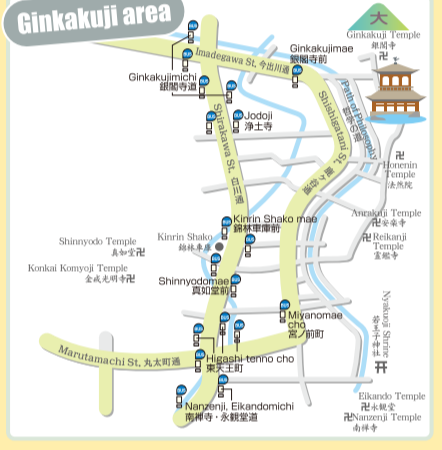 Ginkakuji area
大
Imadegawa St. 今出川通
Ginkakujimae
銀閣寺前
Ginkakuji Temple
銀閣寺
Ginkakujimichi
銀閣寺道
Path of Philosophy
哲学の道
Shishigatani St. 鹿ヶ谷通
Jodoji
浄土寺
Shirakawa St. 白川通
Honenin
Temple
法然院
Anrakuji Temple
安楽寺
Kinrin Shako mae
錦林車庫前
Kinrin Shako
錦林車庫
Reikanji
Temple
霊鑑寺
Shinnyodo Temple
真如堂
Konkai Komyoji Temple
金戒光明寺
Shinnyodomae
真如堂前
Nyakuoji Shrine
若王子神社
Miyanomae
cho
宮ノ前町
Marutamachi St. 丸太町通
Higashi tenno cho
東天王町
Eikando Temple
永観堂
Nanzenji, Eikandomichi
南禅寺・永観堂道
Nanzenji Temple
南禅寺